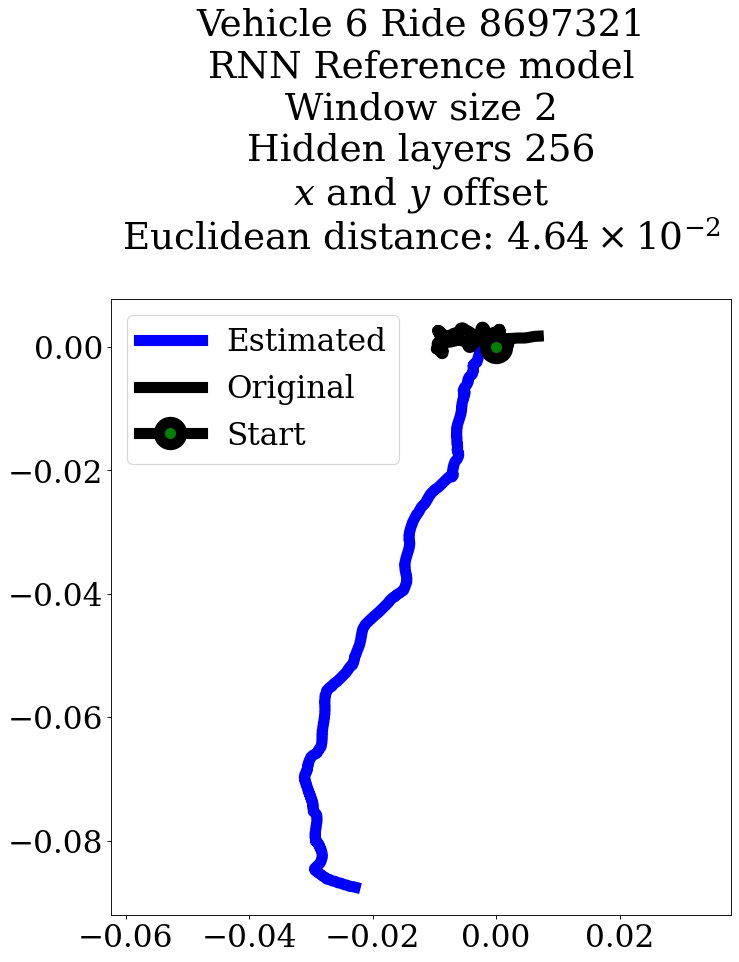 Vehicle 6 Ride 8697321
RNN Reference model
Window size 2
Hidden layers 256
x and y offset
Euclidean distance: 4.64 × 10⁻²
Estimated
Original
Start
0.00
−0.02
−0.04
−0.06
−0.08
−0.06 −0.04 −0.02 0.00 0.02